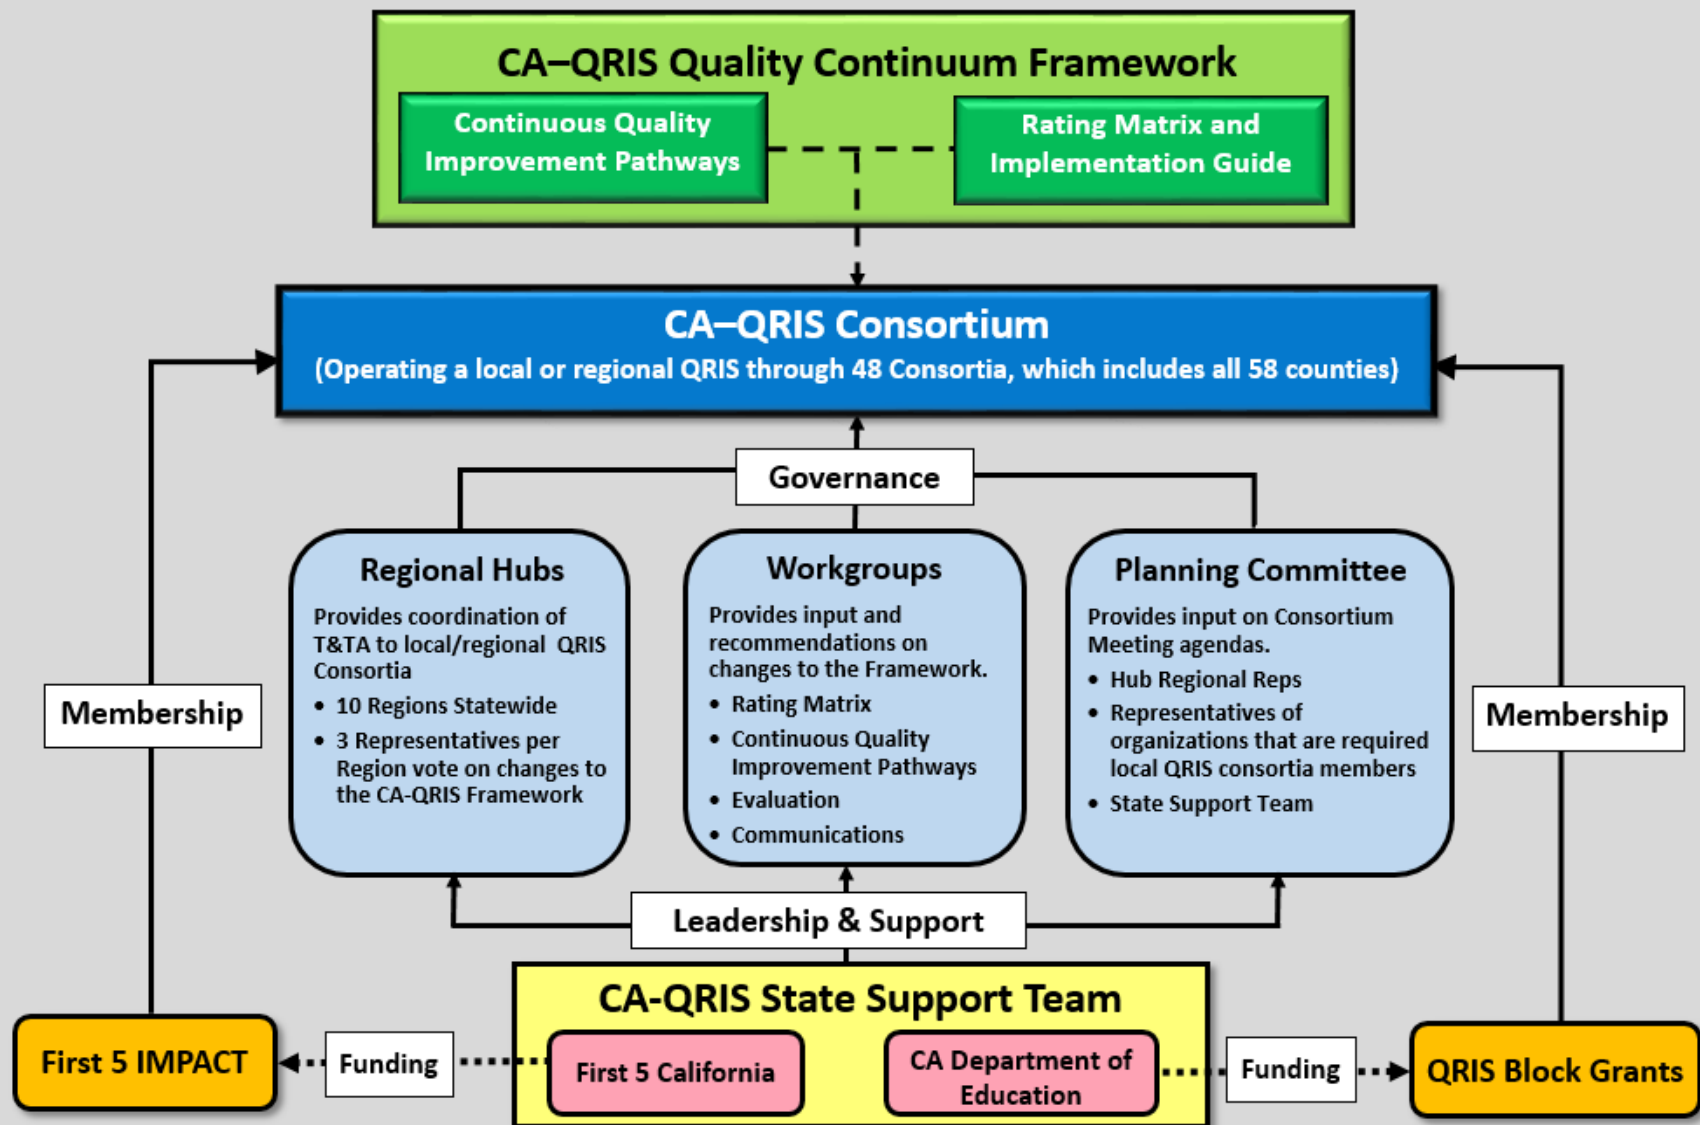 CA–QRIS Quality Continuum Framework
Continuous Quality
Improvement Pathways
Rating Matrix and
Implementation Guide
CA–QRIS Consortium
(Operating a local or regional QRIS through 48 Consortia, which includes all 58 counties)
Governance
Regional Hubs
Provides coordination of
T&TA to local/regional QRIS
Consortia
• 10 Regions Statewide
• 3 Representatives per
Region vote on changes to
the CA-QRIS Framework
Workgroups
Provides input and
recommendations on
changes to the Framework.
• Rating Matrix
• Continuous Quality
Improvement Pathways
• Evaluation
• Communications
Planning Committee
Provides input on Consortium
Meeting agendas.
• Hub Regional Reps
• Representatives of
organizations that are required
local QRIS consortia members
• State Support Team
Membership
Membership
Leadership & Support
CA-QRIS State Support Team
First 5 IMPACT
Funding
First 5 California
CA Department of
Education
Funding
QRIS Block Grants